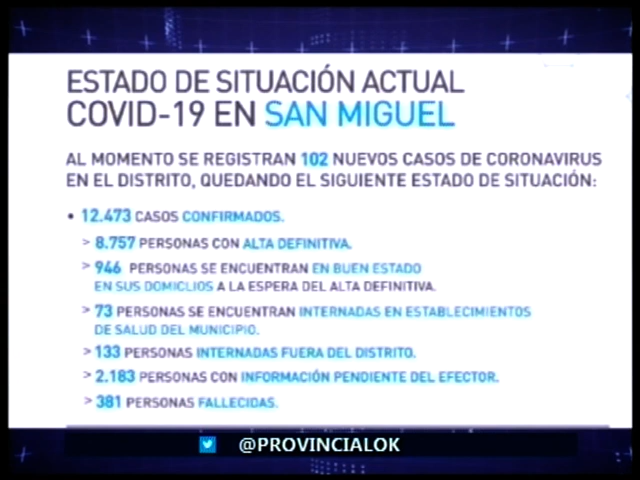 ESTADO DE SITUACIÓN ACTUAL
COVID-19 EN SAN MIGUEL
AL MOMENTO SE REGISTRAN 102 NUEVOS CASOS DE CORONAVIRUS
EN EL DISTRITO, QUEDANDO EL SIGUIENTE ESTADO DE SITUACIÓN:
• 12.473 CASOS CONFIRMADOS.
> 8.757 PERSONAS CON ALTA DEFINITIVA.
> 946 PERSONAS SE ENCUENTRAN EN BUEN ESTADO
EN SUS DOMICLIOS A LA ESPERA DEL ALTA DEFINITIVA.
> 73 PERSONAS SE ENCUENTRAN INTERNADAS EN ESTABLECIMIENTOS
DE SALUD DEL MUNICIPIO.
> 133 PERSONAS INTERNADAS FUERA DEL DISTRITO.
> 2.183 PERSONAS CON INFORMACIÓN PENDIENTE DEL EFECTOR.
> 381 PERSONAS FALLECIDAS.
@PROVINCIALOK